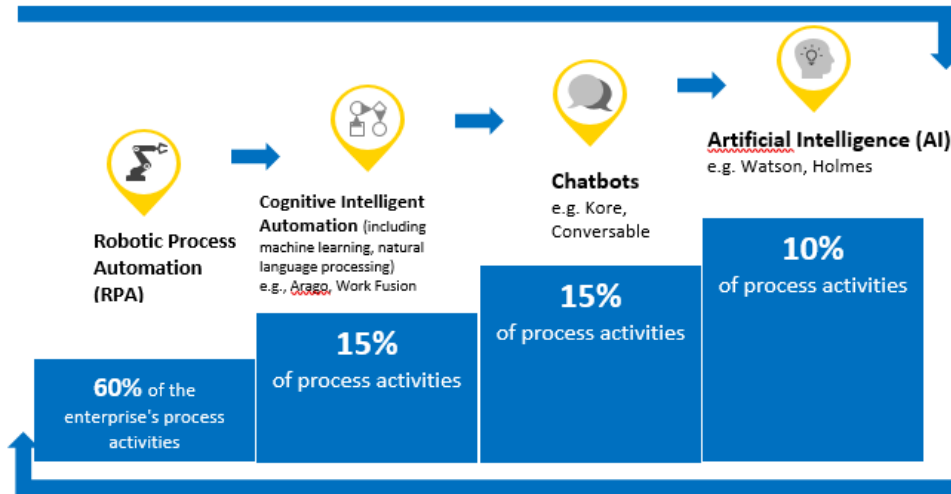 Robotic Process
Automation
(RPA)
60% of the
enterprise's process
activities
Cognitive Intelligent
Automation (including
machine learning, natural
language processing)
e.g., Arago, Work Fusion
15%
of process activities
Chatbots
e.g. Kore,
Conversable
15%
of process activities
Artificial Intelligence (AI)
e.g. Watson, Holmes
10%
of process activities